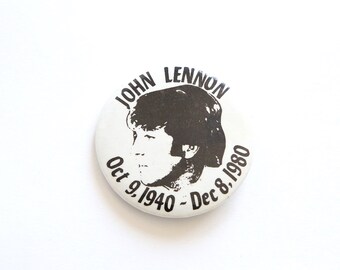 JOHN LENNON
Oct 9, 1940 - Dec 8, 1980